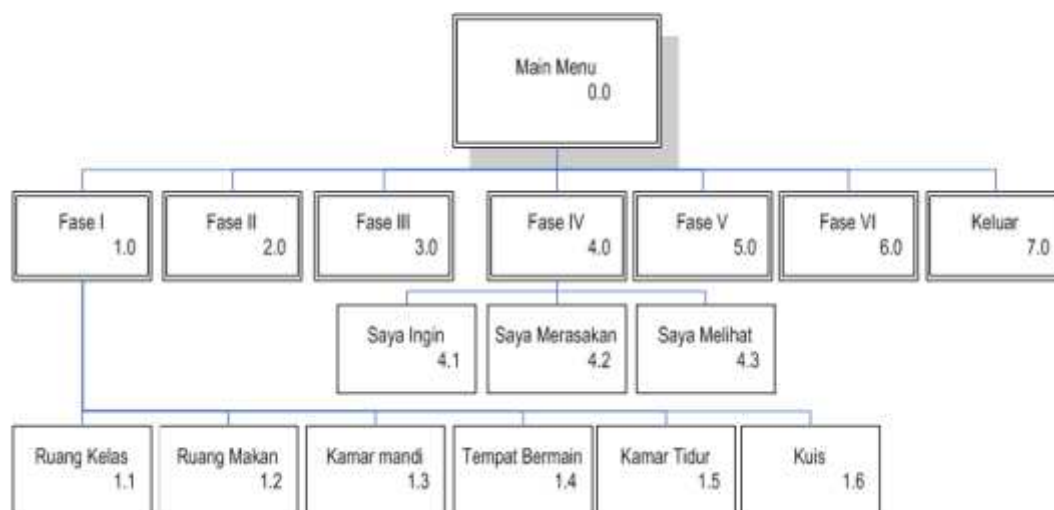 Main Menu
0.0
Fase I
1.0
Fase II
2.0
Fase III
3.0
Fase IV
4.0
Fase V
5.0
Fase VI
6.0
Keluar
7.0
Saya Ingin
4.1
Saya Merasakan
4.2
Saya Melihat
4.3
Ruang Kelas
1.1
Ruang Makan
1.2
Kamar mandi
1.3
Tempat Bermain
1.4
Kamar Tidur
1.5
Kuis
1.6